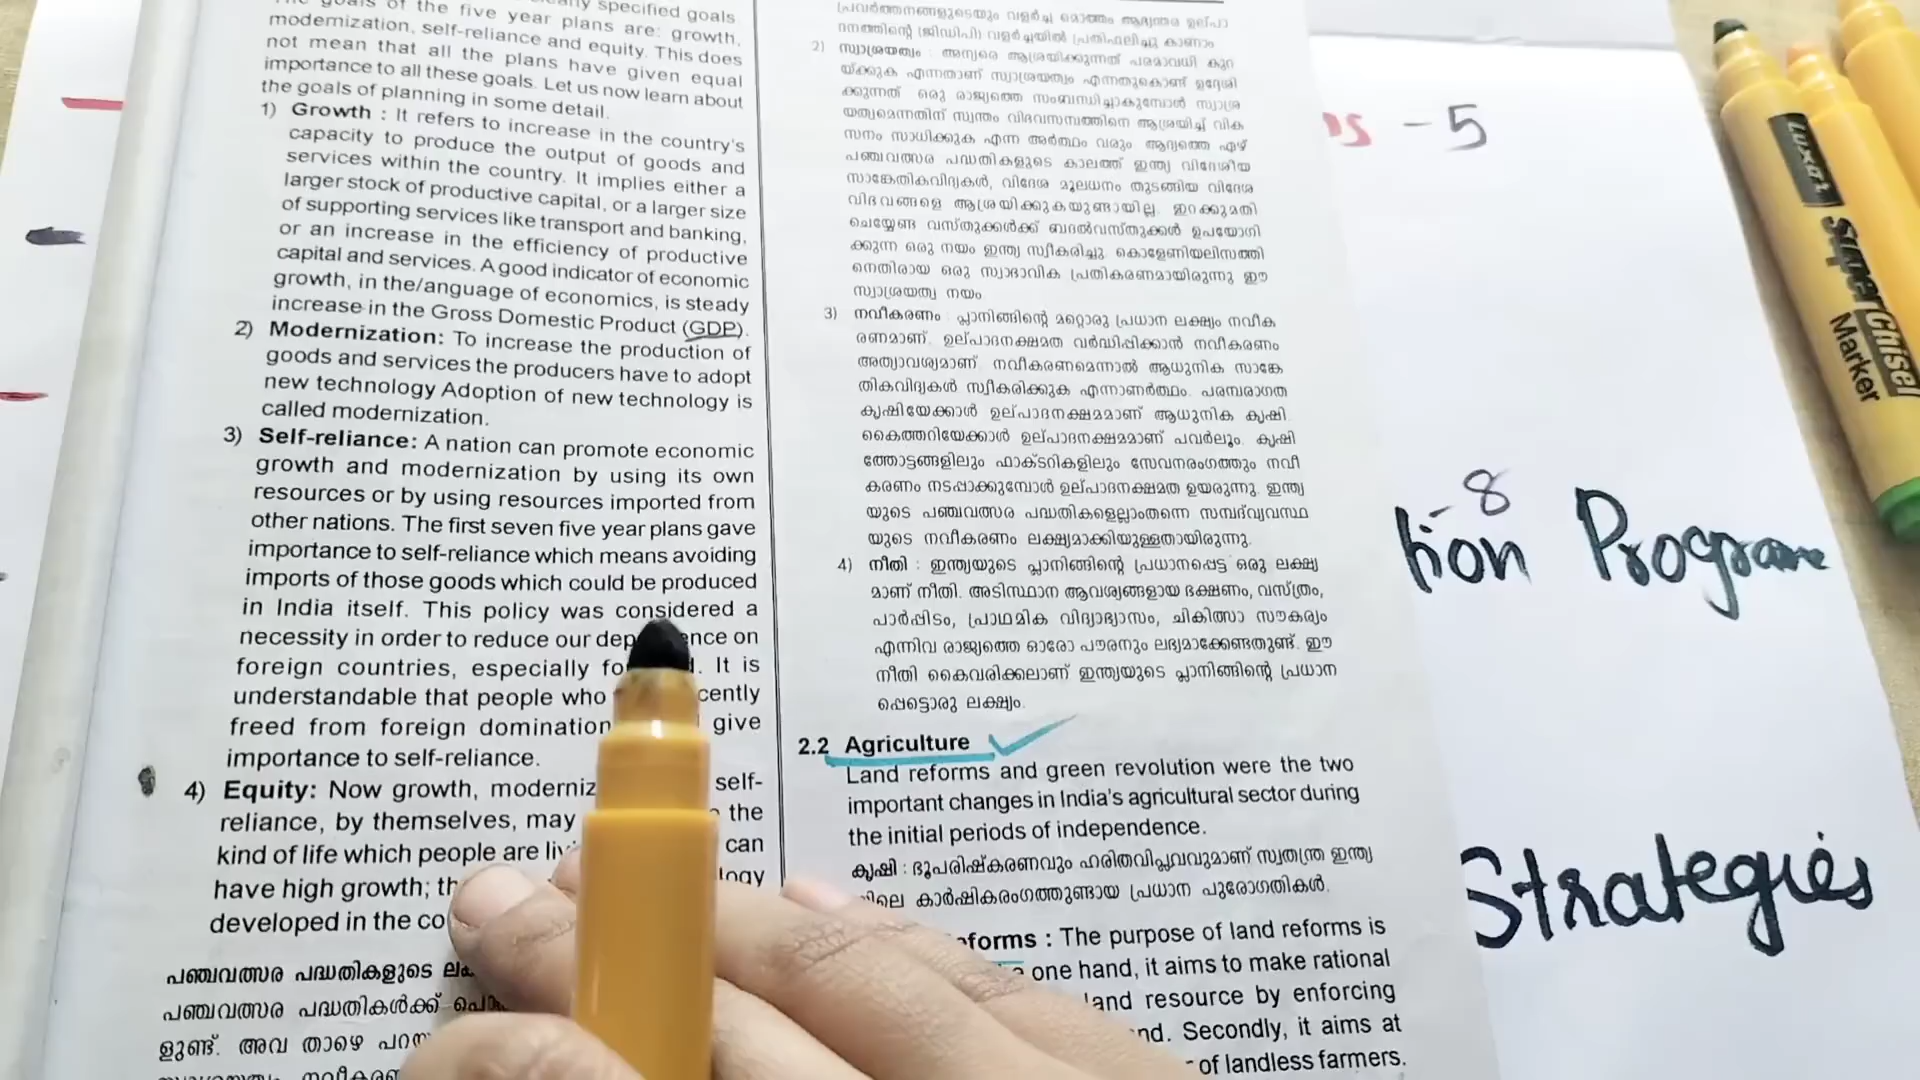 specified goals
of the five year plans are: growth,
modernization, self-reliance and equity. This does
not mean that all the plans have given equal
importance to all these goals. Let us now learn about
the goals of planning in some detail.
1) Growth : It refers to increase in the country's
capacity to produce the output of goods and
services within the country. It implies either a
larger stock of productive capital, or a larger size
of supporting services like transport and banking,
or an increase in the efficiency of productive
capital and services. A good indicator of economic
growth, in the/anguage of economics, is steady
increase in the Gross Domestic Product (GDP).
2) Modernization: To increase the production of
goods and services the producers have to adopt
new technology Adoption of new technology is
called modernization.
3) Self-reliance: A nation can promote economic
growth and modernization by using its own
resources or by using resources imported from
other nations. The first seven five year plans gave
importance to self-reliance which means avoiding
imports of those goods which could be produced
in India itself. This policy was considered a
necessity in order to reduce our on
foreign countries, especially It is
understandable that people who
freed from foreign domination give
importance to self-reliance.
4) Equity: Now growth, self-
reliance, by themselves, may the
kind of life which people are can
have high growth;
developed in the
പഞ്ചവത്സര പദ്ധതികളുടെ
പഞ്ചവത്സര പദ്ധതികൾക്ക്
ളുണ്ട്. അവ താഴെ
പ്രവർത്തനങ്ങളുടെയും വളർച്ച മൊത്തം ആഭ്യന്തര ഉല്പാ
ദനത്തിന്റെ (ജിഡിപി) വളർച്ചയിൽ പ്രതിഫലിച്ചു കാണാം
2) സ്വാശ്രയത്വം : അന്യരെ ആശ്രയിക്കുന്നത് പരമാവധി കുറ
യ്ക്കുക എന്നതാണ് സ്വാശ്രയത്വം എന്നതുകൊണ്ട് ഉദ്ദേശി
ക്കുന്നത് ഒരു രാജ്യത്തെ സംബന്ധിച്ചാകുമ്പോൾ സ്വാശ്ര
യത്വമെന്നതിന് സ്വന്തം വിഭവസമ്പത്തിനെ ആശ്രയിച്ച് വിക
സനം സാധിക്കുക എന്ന അർത്ഥം വരും ആദ്യത്തെ ഏഴ്
പഞ്ചവത്സര പദ്ധതികളുടെ കാലത്ത് ഇന്ത്യ വിദേശീയ
സാങ്കേതികവിദ്യകൾ, വിദേശ മൂലധനം തുടങ്ങിയ വിദേശ
വിഭവങ്ങളെ ആശ്രയിക്കുകയുണ്ടായില്ല. ഇറക്കുമതി
ചെയ്യേണ്ട വസ്തുക്കൾക്ക് ബദൽവസ്തുക്കൾ ഉപയോഗി
ക്കുന്ന ഒരു നയം ഇന്ത്യ സ്വീകരിച്ചു. കൊളോണിയലിസത്തി
നെതിരായ ഒരു സ്വാഭാവിക പ്രതികരണമായിരുന്നു ഈ
സ്വാശ്രയത്വ നയം
3) നവീകരണം : പ്ലാനിങ്ങിന്റെ മറ്റൊരു പ്രധാന ലക്ഷ്യം നവീക
രണമാണ്. ഉല്പാദനക്ഷമത വർദ്ധിപ്പിക്കാൻ നവീകരണം
അത്യാവശ്യമാണ്. നവീകരണമെന്നാൽ ആധുനിക സാങ്കേ
തികവിദ്യകൾ സ്വീകരിക്കുക എന്നാണർത്ഥം. പരമ്പരാഗത
കൃഷിയേക്കാൾ ഉല്പാദനക്ഷമമാണ് ആധുനിക കൃഷി.
കൈത്തറിയേക്കാൾ ഉല്പാദനക്ഷമമാണ് പവർലൂം. കൃഷി
ത്തോട്ടങ്ങളിലും ഫാക്ടറികളിലും സേവനരംഗത്തും നവീ
കരണം നടപ്പാക്കുമ്പോൾ ഉല്പാദനക്ഷമത ഉയരുന്നു. ഇന്ത്യ
യുടെ പഞ്ചവത്സര പദ്ധതികളെല്ലാംതന്നെ സമ്പദ്‌വ്യവസ്ഥ
യുടെ നവീകരണം ലക്ഷ്യമാക്കിയുള്ളതായിരുന്നു.
4) നീതി : ഇന്ത്യയുടെ പ്ലാനിങ്ങിന്റെ പ്രധാനപ്പെട്ട ഒരു ലക്ഷ്യ
മാണ് നീതി. അടിസ്ഥാന ആവശ്യങ്ങളായ ഭക്ഷണം, വസ്ത്രം,
പാർപ്പിടം, പ്രാഥമിക വിദ്യാഭ്യാസം, ചികിത്സാ സൗകര്യം
എന്നിവ രാജ്യത്തെ ഓരോ പൗരനും ലഭ്യമാക്കേണ്ടതുണ്ട്. ഈ
നീതി കൈവരിക്കലാണ് ഇന്ത്യയുടെ പ്ലാനിങ്ങിന്റെ പ്രധാന
പ്പെട്ടൊരു ലക്ഷ്യം.
2.2 Agriculture
Land reforms and green revolution were the two
important changes in India's agricultural sector during
the initial periods of independence.
കൃഷി : ഭൂപരിഷ്കരണവും ഹരിതവിപ്ലവവുമാണ് സ്വതന്ത്ര ഇന്ത്യ
യിലെ കാർഷികരംഗത്തുണ്ടായ പ്രധാന പുരോഗതികൾ.
reforms : The purpose of land reforms is
one hand, it aims to make rational
land resource by enforcing
Secondly, it aims at
of landless farmers.
- 5
- 8
tion Programme
Strategies
Luxor
SuperChisel
Marker